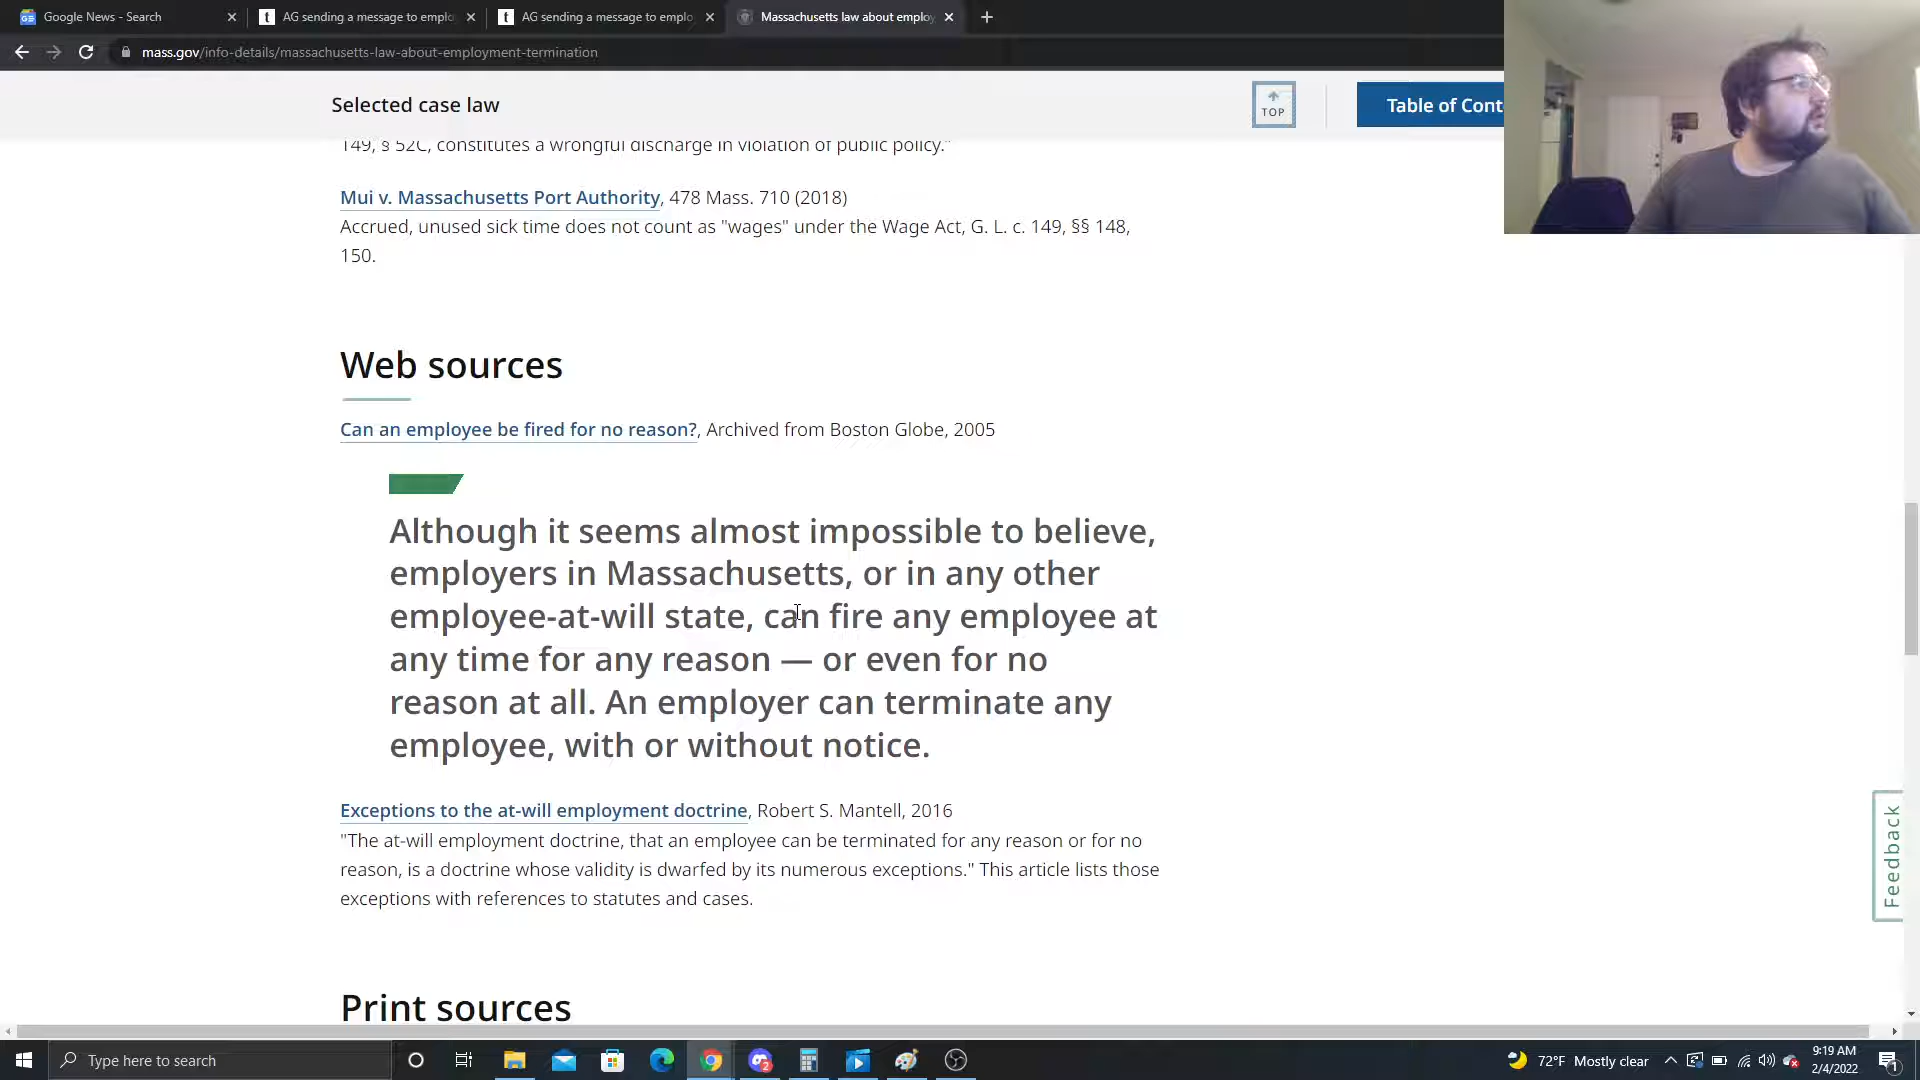 Google News - Search
AG sending a message to emplo
AG sending a message to emplo
Massachusetts law about employ
mass.gov/info-details/massachusetts-law-about-employment-termination
Selected case law
TOP
Table of Cont
149, § 52C, constitutes a wrongful discharge in violation of public policy."
Mui v. Massachusetts Port Authority, 478 Mass. 710 (2018)
Accrued, unused sick time does not count as "wages" under the Wage Act, G. L. c. 149, §§ 148,
150.
Web sources
Can an employee be fired for no reason?, Archived from Boston Globe, 2005
Although it seems almost impossible to believe,
employers in Massachusetts, or in any other
employee-at-will state, can fire any employee at
any time for any reason — or even for no
reason at all. An employer can terminate any
employee, with or without notice.
Exceptions to the at-will employment doctrine, Robert S. Mantell, 2016
"The at-will employment doctrine, that an employee can be terminated for any reason or for no
reason, is a doctrine whose validity is dwarfed by its numerous exceptions." This article lists those
exceptions with references to statutes and cases.
Feedback
Print sources
Type here to search
2
72°F Mostly clear
9:19 AM
2/4/2022
1